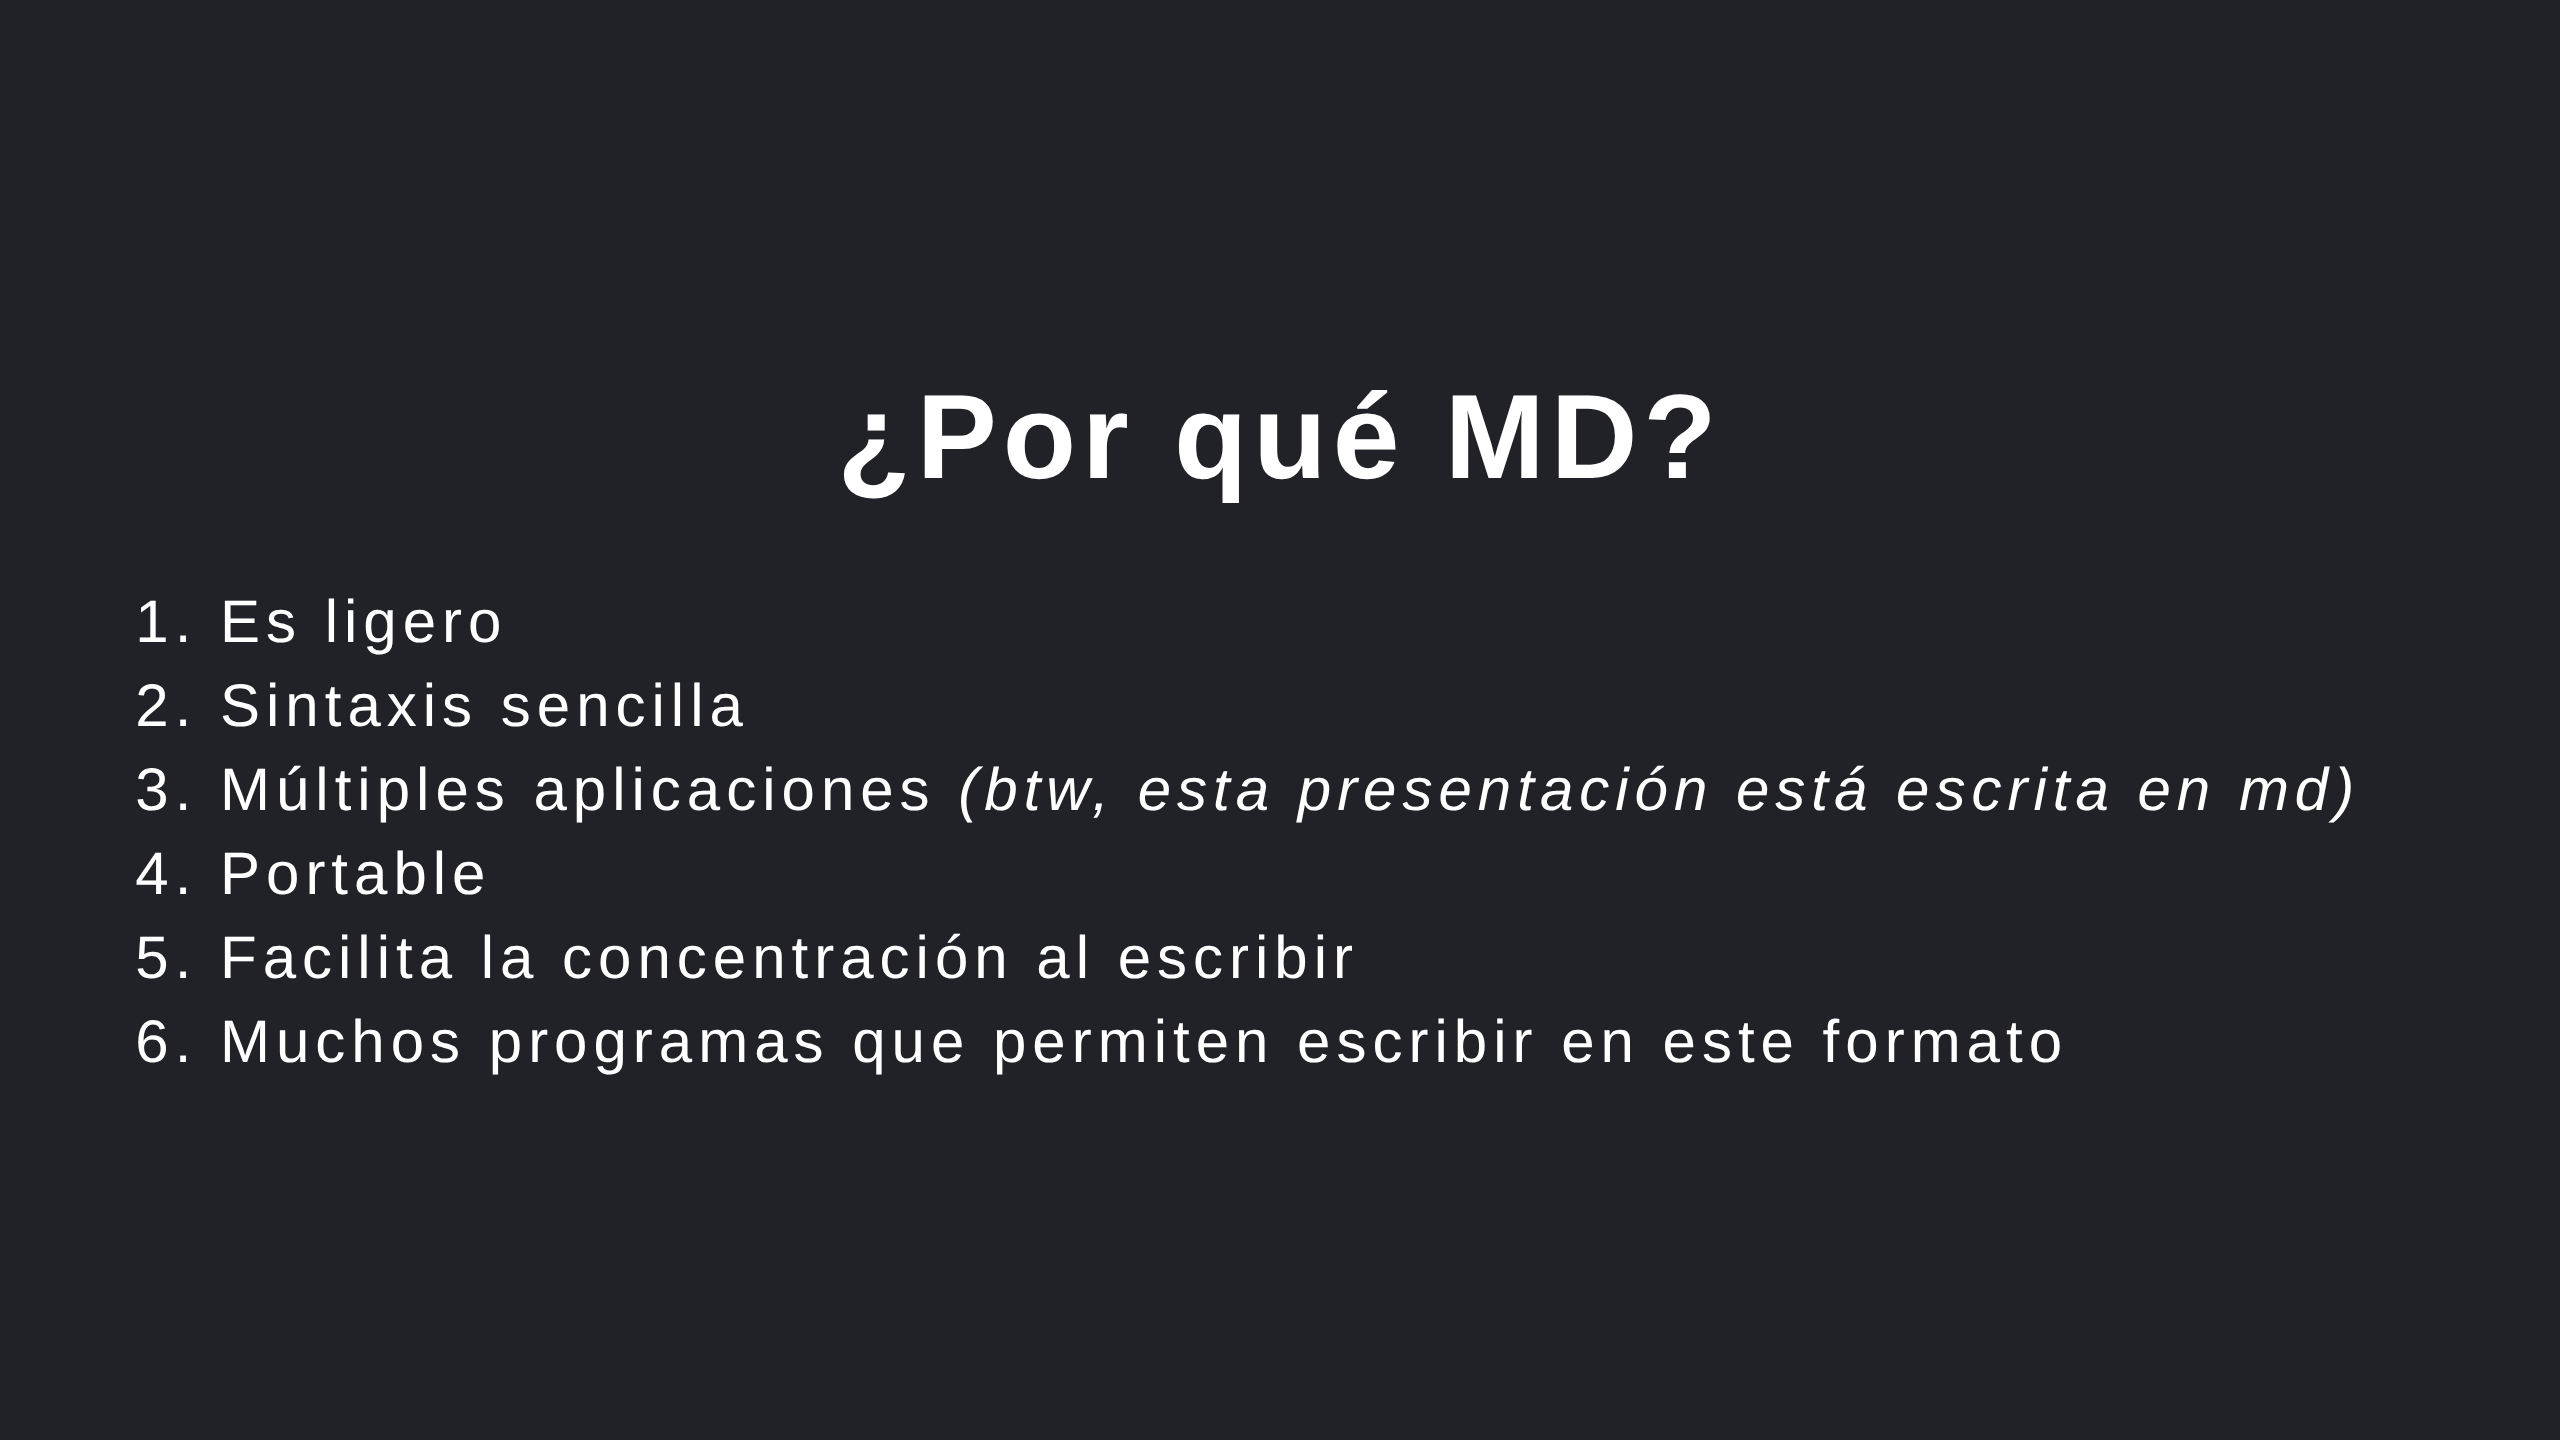 ¿Por qué MD?
1. Es ligero
2. Sintaxis sencilla
3. Múltiples aplicaciones (btw, esta presentación está escrita en md)
4. Portable
5. Facilita la concentración al escribir
6. Muchos programas que permiten escribir en este formato